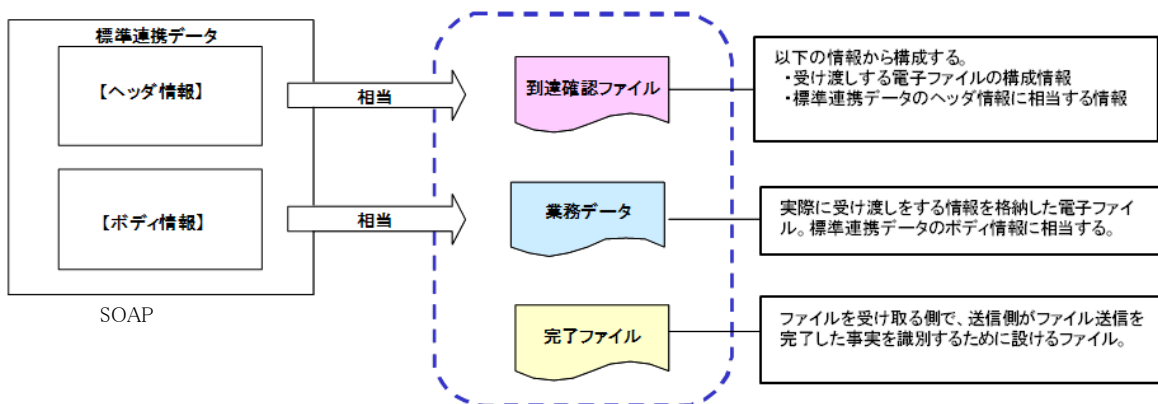 標準連携データ
【ヘッダ情報】
相当
到達確認ファイル
以下の情報から構成する。
・受け渡しする電子ファイルの構成情報
・標準連携データのヘッダ情報に相当する情報
【ボディ情報】
相当
業務データ
実際に受け渡しをする情報を格納した電子ファイ
ル。標準連携データのボディ情報に相当する。
SOAP
完了ファイル
ファイルを受け取る側で、送信側がファイル送信を
完了した事実を識別するために設けるファイル。